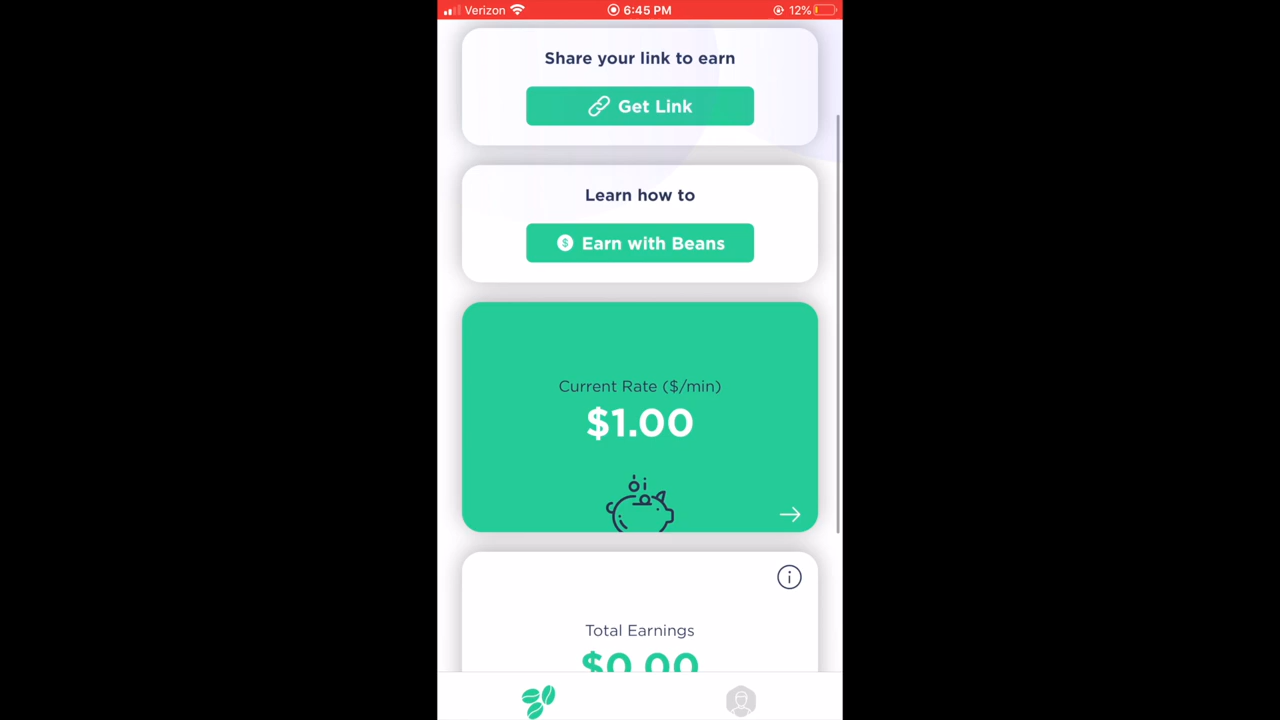 Verizon 6:45 PM 12%
Share your link to earn
Get Link
Learn how to
Earn with Beans
Current Rate ($/min)
$1.00
Total Earnings
$0.00